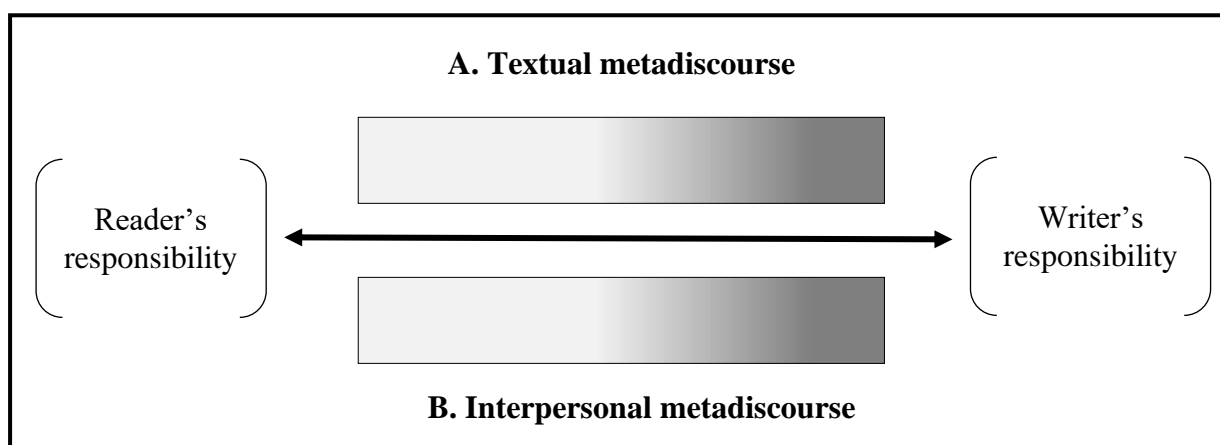 A. Textual metadiscourse
Reader’s
responsibility
Writer’s
responsibility
B. Interpersonal metadiscourse